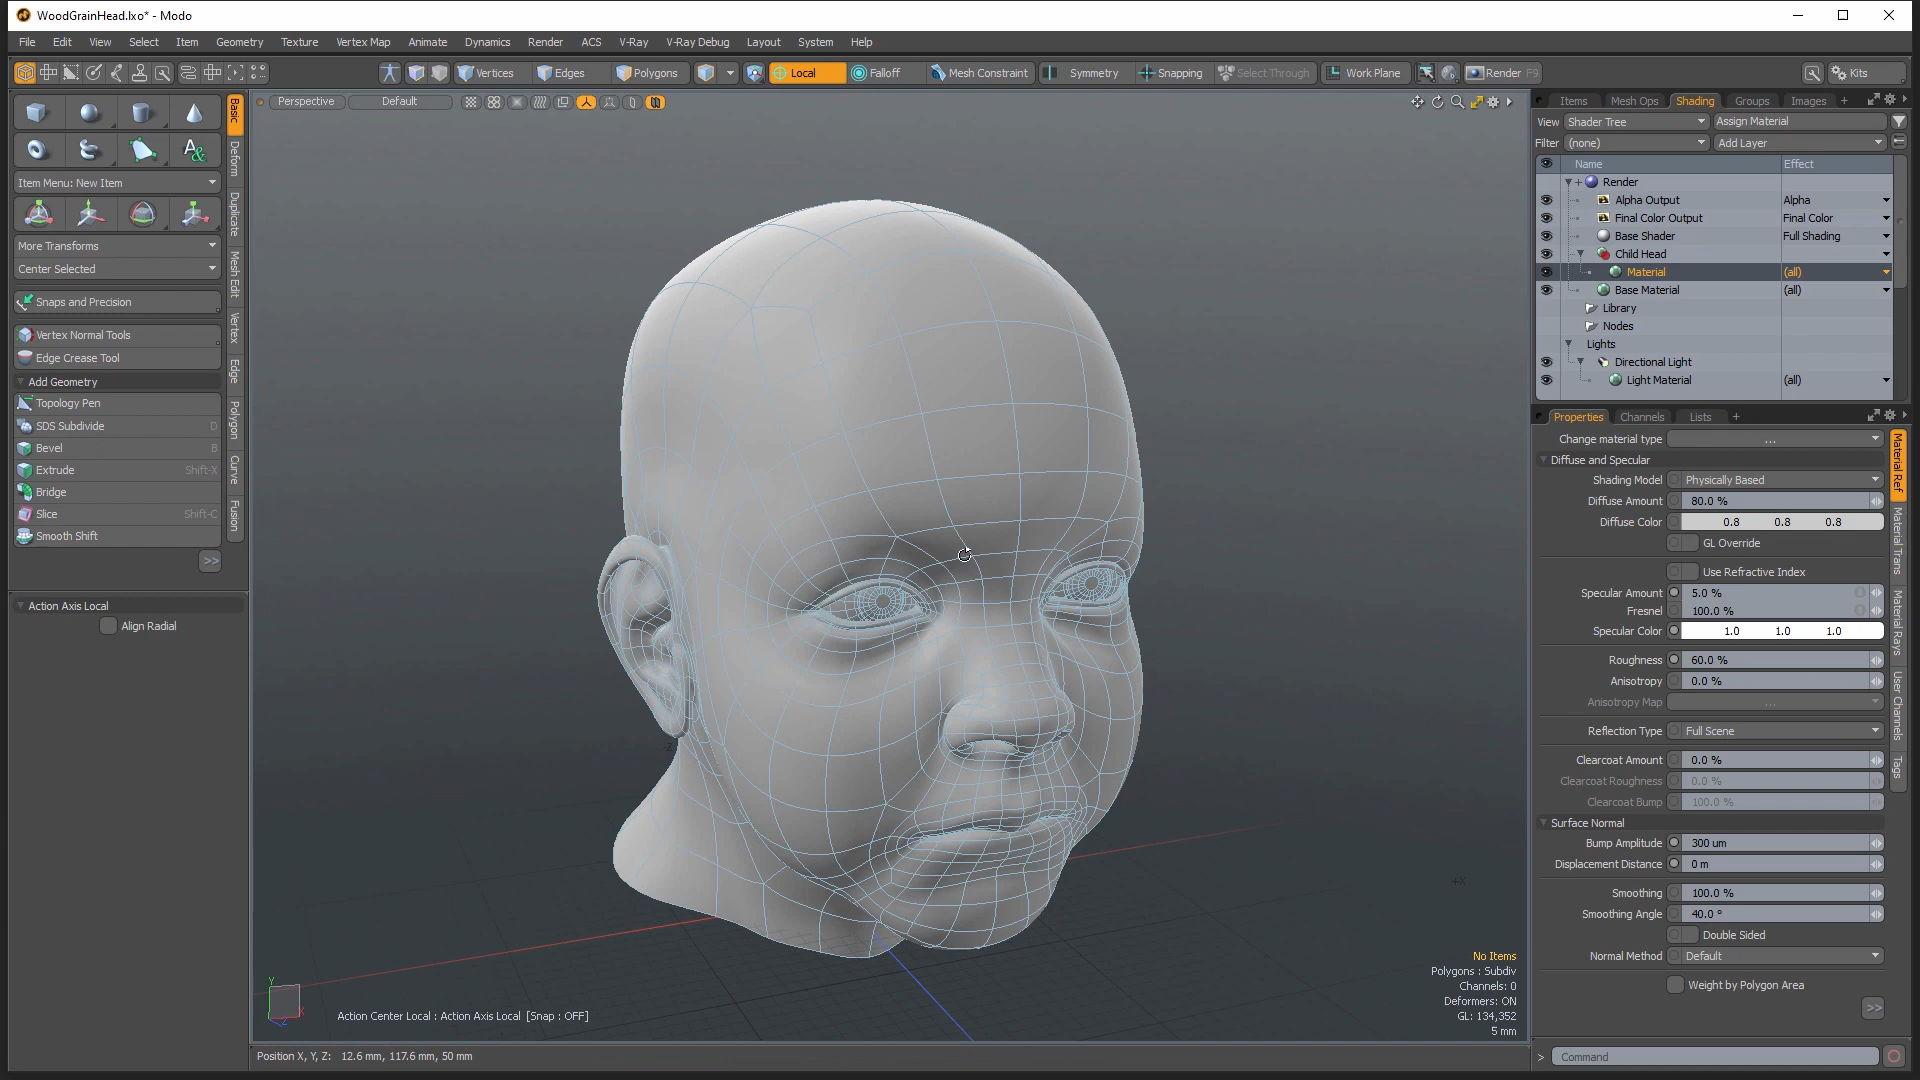 WoodGrainHead.lxo* - Modo
File Edit View Select Item Geometry Texture Vertex Map Animate Dynamics Render ACS V-Ray V-Ray Debug Layout System Help
Vertices Edges Polygons Local Falloff Mesh Constraint Symmetry Snapping Select Through Work Plane Render F9 Kits
Perspective Default
Basic
Deform
Duplicate
Mesh Edit
Vertex
Edge
Polygon
Curve
Fusion
Item Menu: New Item
More Transforms
Center Selected
Snaps and Precision
Vertex Normal Tools
Edge Crease Tool
Add Geometry
Topology Pen
SDS Subdivide D
Bevel B
Extrude Shift-X
Bridge
Slice Shift-C
Smooth Shift
>>
Action Axis Local
Align Radial
-Z
+X
Y
X
Z
No Items
Polygons : Subdiv
Channels: 0
Deformers: ON
GL: 134,352
5 mm
Action Center Local : Action Axis Local [Snap : OFF]
Position X, Y, Z: 12.6 mm, 117.6 mm, 50 mm
Items Mesh Ops Shading Groups Images +
View Shader Tree Assign Material
Filter (none) Add Layer
Name Effect
Render
Alpha Output Alpha
Final Color Output Final Color
Base Shader Full Shading
Child Head
Material (all)
Base Material (all)
Library
Nodes
Lights
Directional Light
Light Material (all)
Properties Channels Lists +
Change material type ...
Diffuse and Specular
Shading Model Physically Based
Diffuse Amount 80.0 %
Diffuse Color 0.8 0.8 0.8
GL Override
Use Refractive Index
Specular Amount 5.0 %
Fresnel 100.0 %
Specular Color 1.0 1.0 1.0
Roughness 60.0 %
Anisotropy 0.0 %
Anisotropy Map ...
Reflection Type Full Scene
Clearcoat Amount 0.0 %
Clearcoat Roughness 0.0 %
Clearcoat Bump 100.0 %
Surface Normal
Bump Amplitude 300 um
Displacement Distance 0 m
Smoothing 100.0 %
Smoothing Angle 40.0 °
Double Sided
Normal Method Default
Weight by Polygon Area
>>
Material Ref
Material Trans
Material Rays
User Channels
Tags
> Command